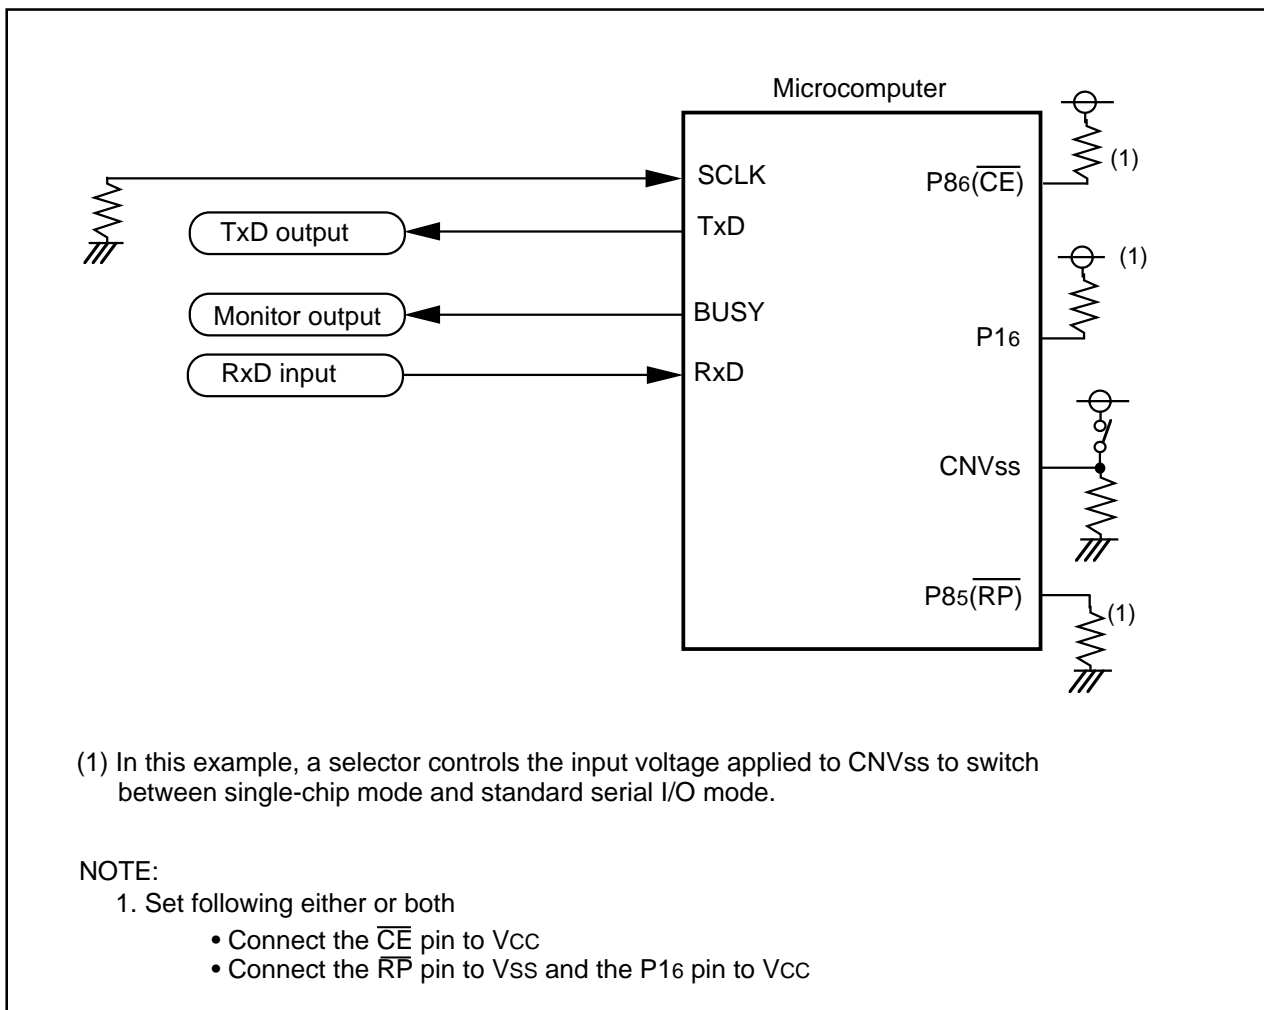 Microcomputer
SCLK
P86(CE)
(1)
TxD output
TxD
(1)
Monitor output
BUSY
P16
RxD input
RxD
CNVss
P85(RP)
(1)
(1) In this example, a selector controls the input voltage applied to CNVss to switch
between single-chip mode and standard serial I/O mode.
NOTE:
1. Set following either or both
• Connect the CE pin to VCC
• Connect the RP pin to VSS and the P16 pin to VCC